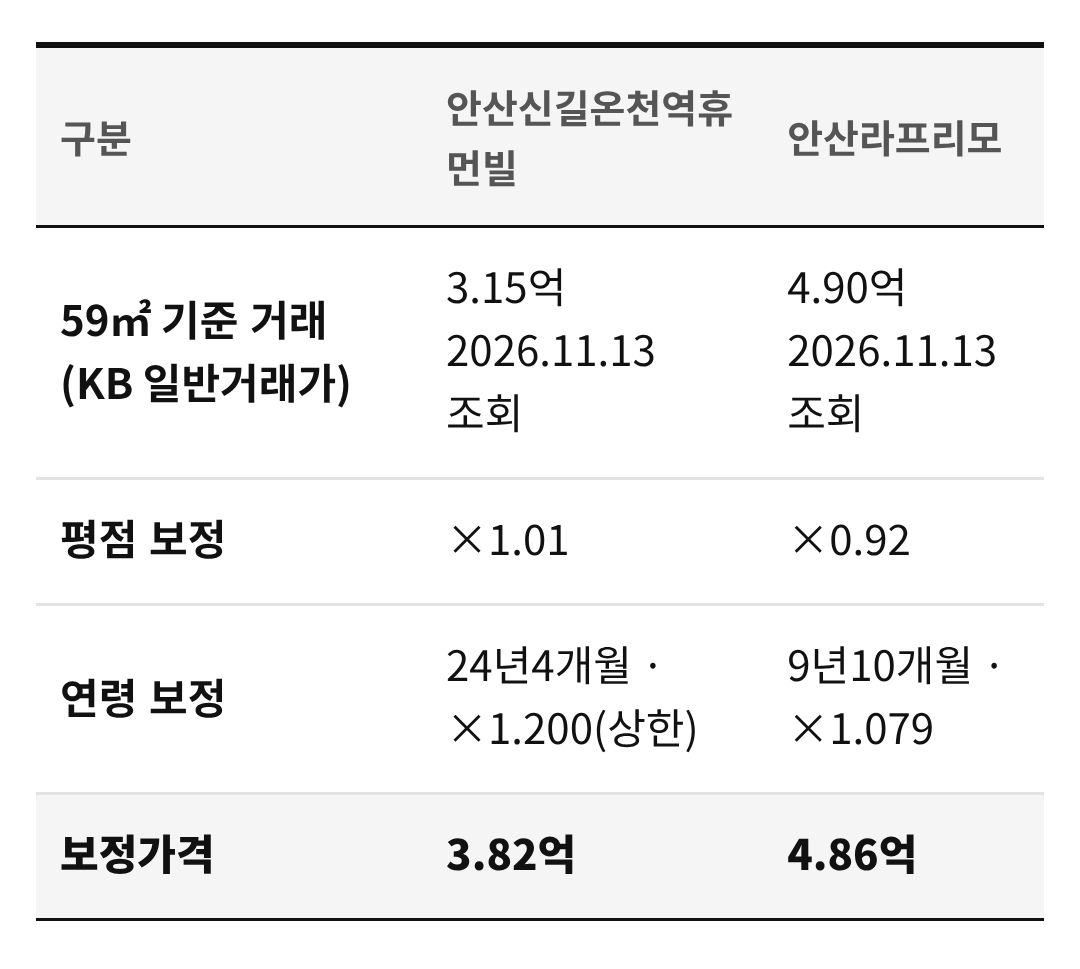 구분
안산신길온천역휴
먼빌
안산라프리모
59㎡ 기준 거래
(KB 일반거래가)
3.15억
2026.11.13
조회
4.90억
2026.11.13
조회
평점 보정
×1.01
×0.92
연령 보정
24년4개월 ·
×1.200(상한)
9년10개월 ·
×1.079
보정가격
3.82억
4.86억